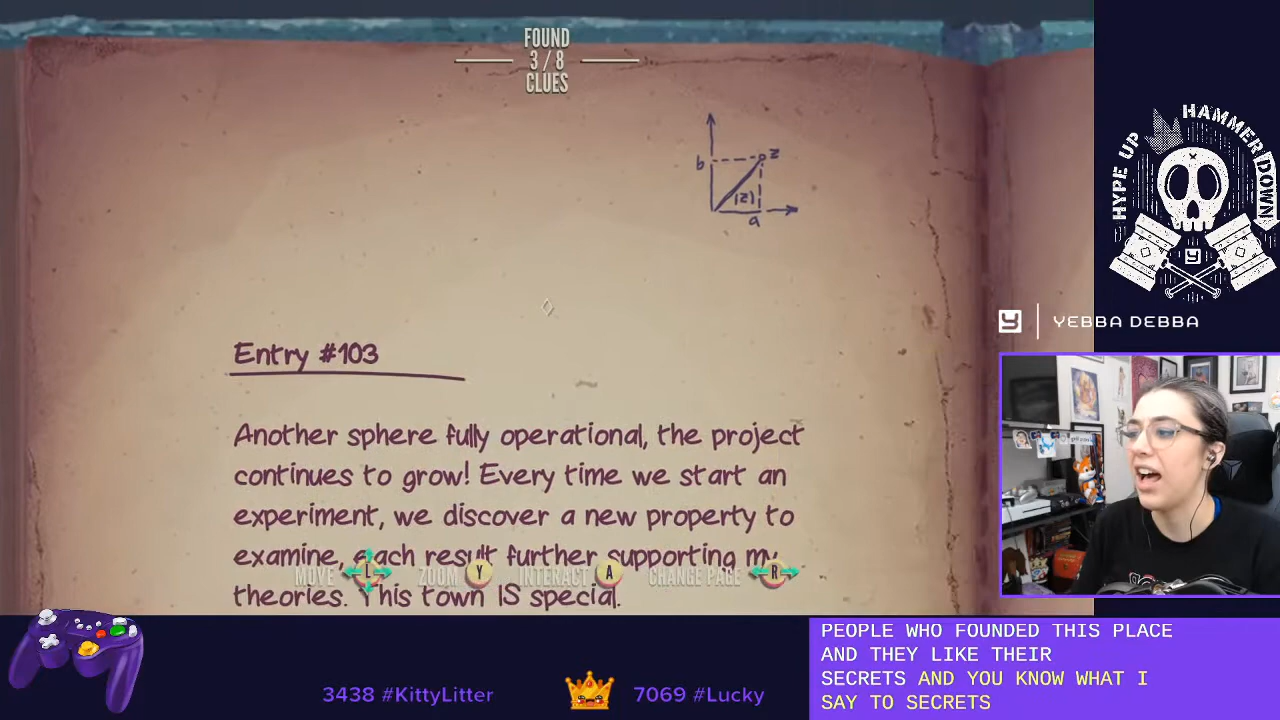 FOUND
3 / 8
CLUES
b
z
|z|
a
Entry #103
Another sphere fully operational, the project
continues to grow! Every time we start an
experiment, we discover a new property to
examine, each result further supporting my
theories. This town IS special.
MOVE L ZOOM Y INTERACT A CHANGE PAGE R
HYPE UP
HAMMER DOWN
YEBBA DEBBA
3438 #KittyLitter
7069 #Lucky
PEOPLE WHO FOUNDED THIS PLACE
AND THEY LIKE THEIR
SECRETS AND YOU KNOW WHAT I
SAY TO SECRETS